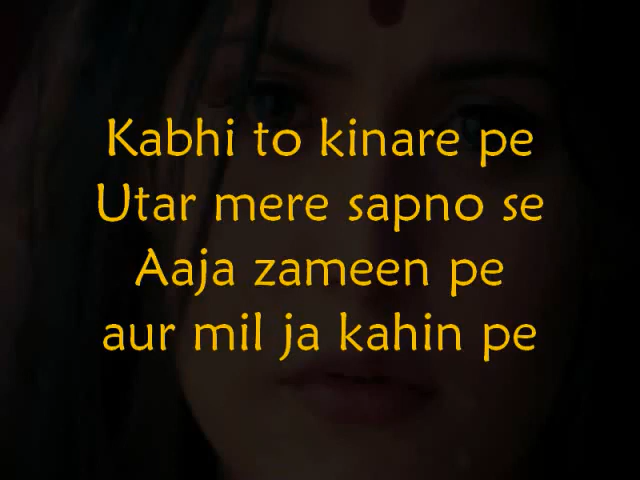 Kabhi to kinare pe
Utar mere sapno se
Aaja zameen pe
aur mil ja kahin pe